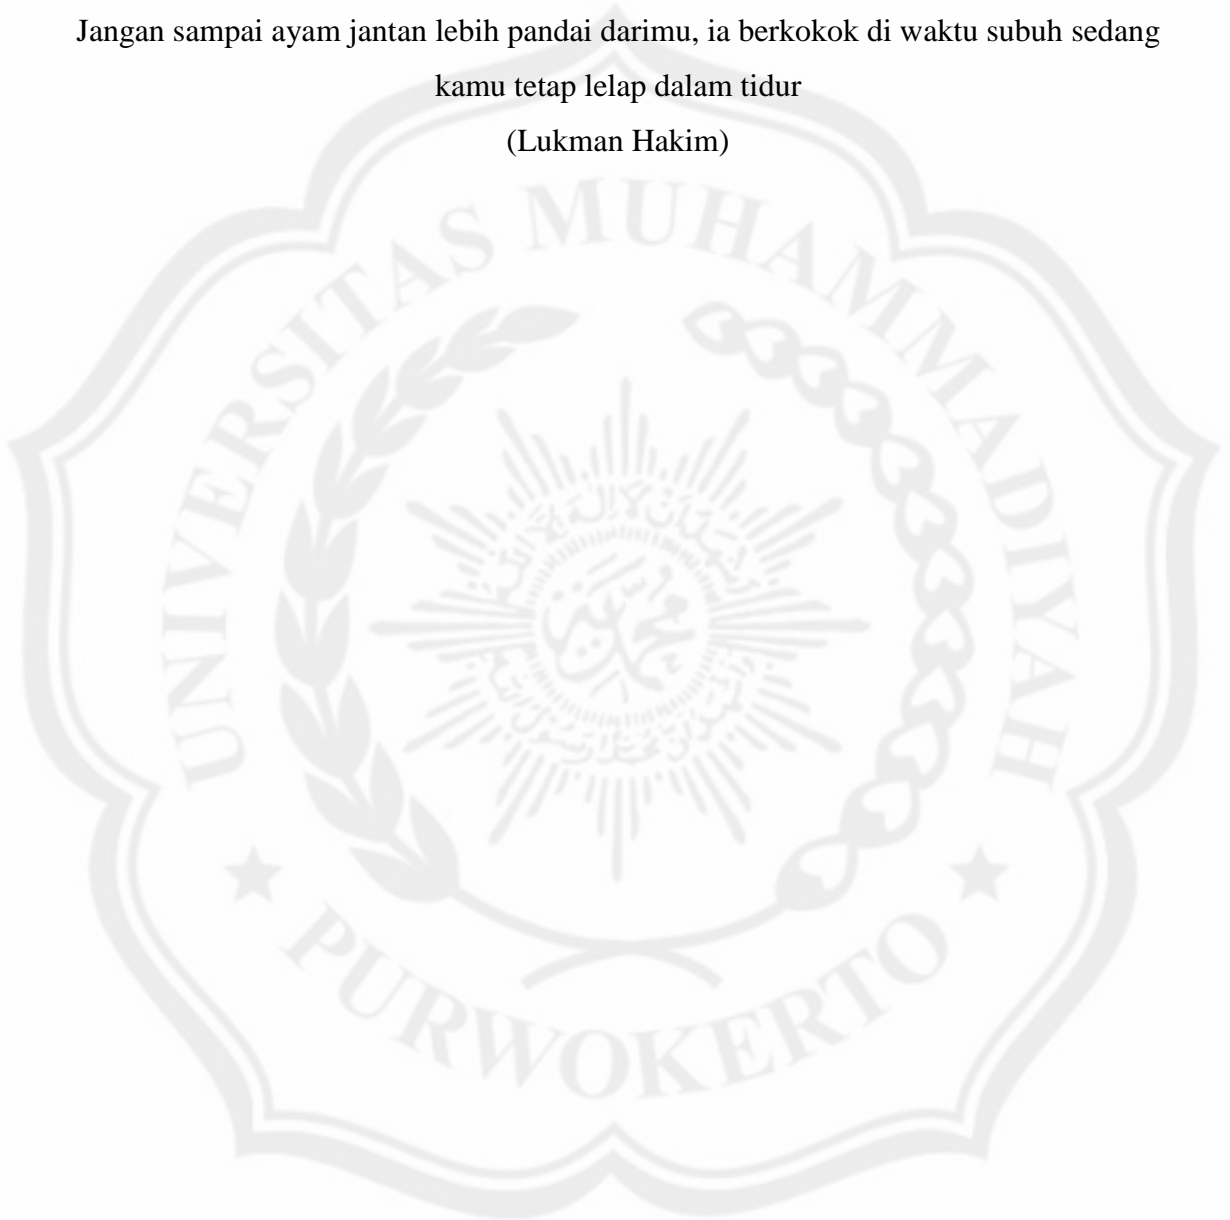 Jangan sampai ayam jantan lebih pandai darimu, ia berkokok di waktu subuh sedang
kamu tetap lelap dalam tidur
(Lukman Hakim)
UNIVERSITAS MUHAMMADIYAH
PURWOKERTO